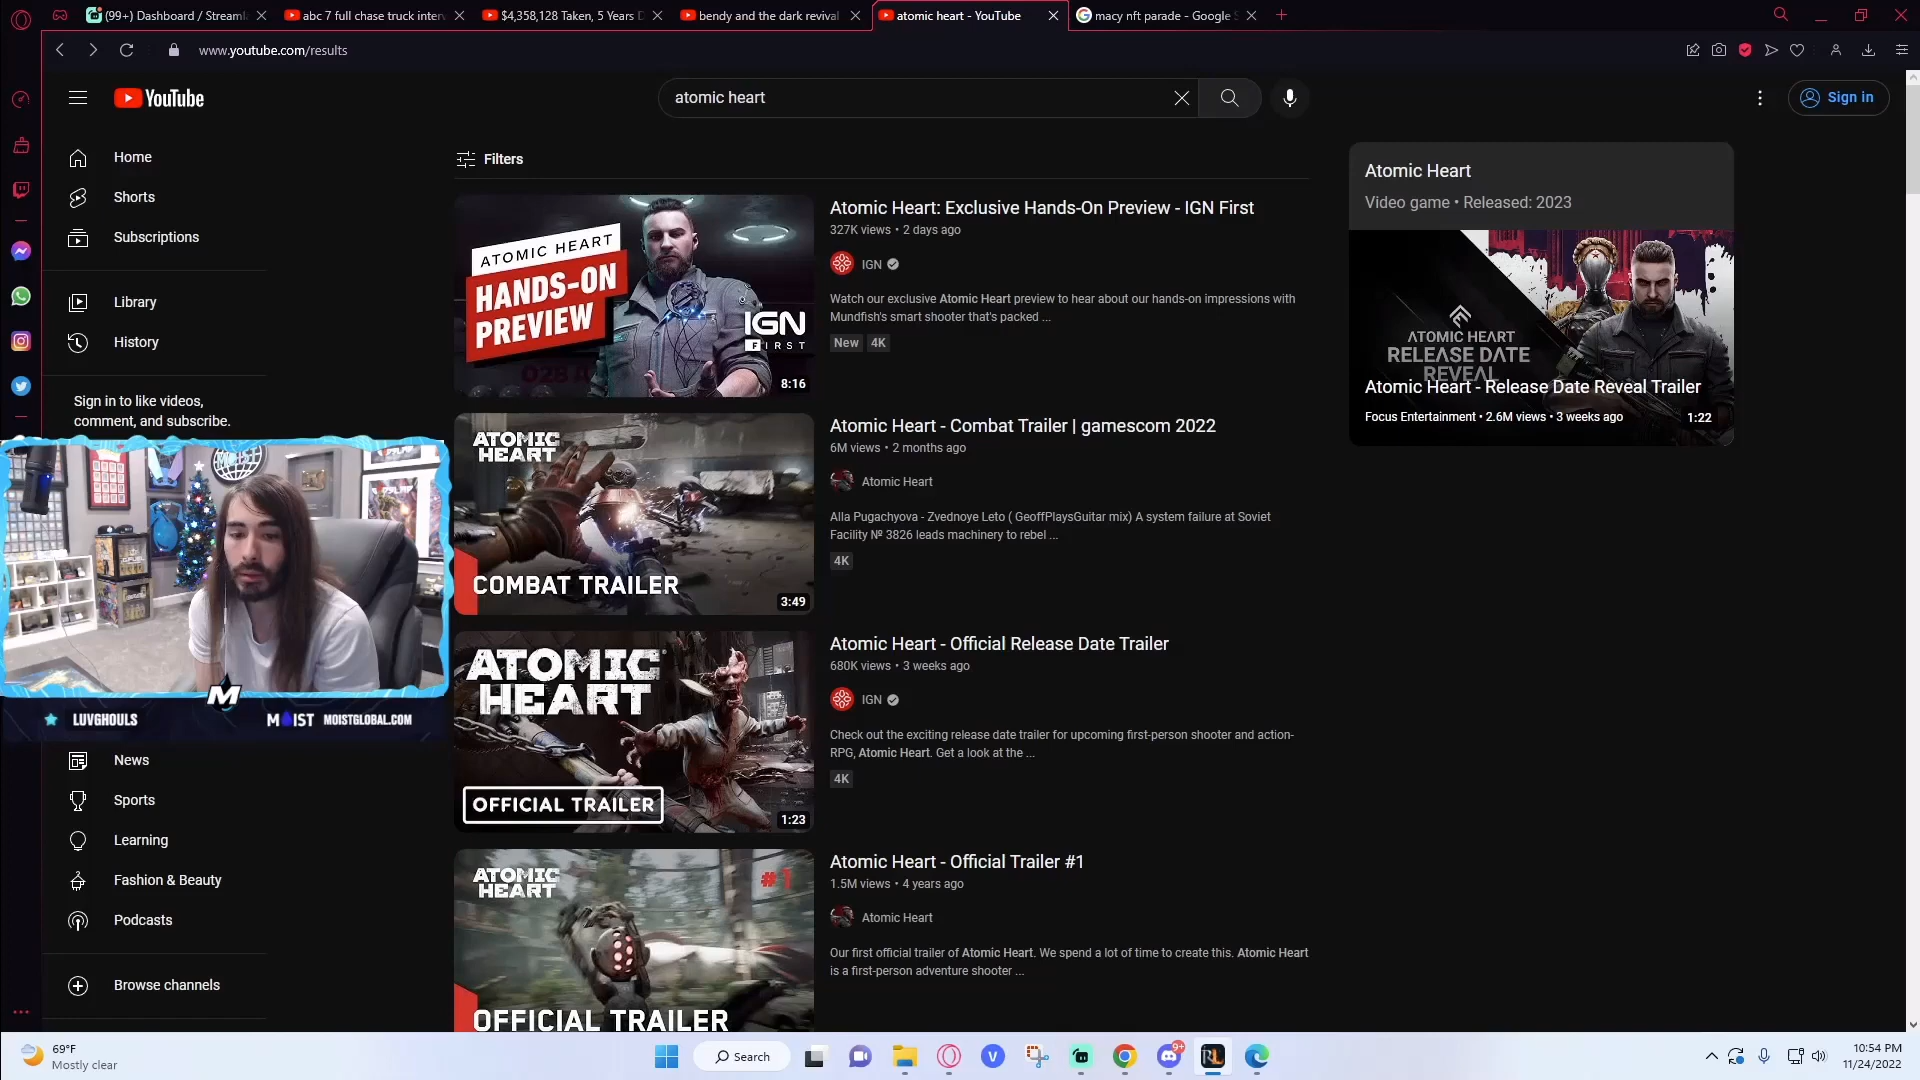 (99+) Dashboard / Streamla
abc 7 full chase truck interv
$4,358,128 Taken, 5 Years D
bendy and the dark revival
atomic heart - YouTube
macy nft parade - Google S
www.youtube.com/results
YouTube
atomic heart
Sign in
Home
Shorts
Subscriptions
Library
History
Sign in to like videos,
comment, and subscribe.
LUVGHOULS
MOIST
MOISTGLOBAL.COM
News
Sports
Learning
Fashion & Beauty
Podcasts
Browse channels
Filters
ATOMIC HEART
HANDS-ON
PREVIEW
IGN
FIRST
8:16
Atomic Heart: Exclusive Hands-On Preview - IGN First
327K views • 2 days ago
IGN
Watch our exclusive Atomic Heart preview to hear about our hands-on impressions with
Mundfish's smart shooter that's packed ...
New
4K
ATOMIC
HEART
COMBAT TRAILER
3:49
Atomic Heart - Combat Trailer | gamescom 2022
6M views • 2 months ago
Atomic Heart
Alla Pugachyova - Zvednoye Leto ( GeoffPlaysGuitar mix) A system failure at Soviet
Facility № 3826 leads machinery to rebel ...
4K
ATOMIC
HEART
OFFICIAL TRAILER
1:23
Atomic Heart - Official Release Date Trailer
680K views • 3 weeks ago
IGN
Check out the exciting release date trailer for upcoming first-person shooter and action-
RPG, Atomic Heart. Get a look at the ...
4K
ATOMIC
HEART
#1
OFFICIAL TRAILER
Atomic Heart - Official Trailer #1
1.5M views • 4 years ago
Atomic Heart
Our first official trailer of Atomic Heart. We spend a lot of time to create this. Atomic Heart
is a first-person adventure shooter ...
Atomic Heart
Video game • Released: 2023
ATOMIC HEART
RELEASE DATE
REVEAL
Atomic Heart - Release Date Reveal Trailer
Focus Entertainment • 2.6M views • 3 weeks ago
1:22
69°F
Mostly clear
Search
9+
10:54 PM
11/24/2022